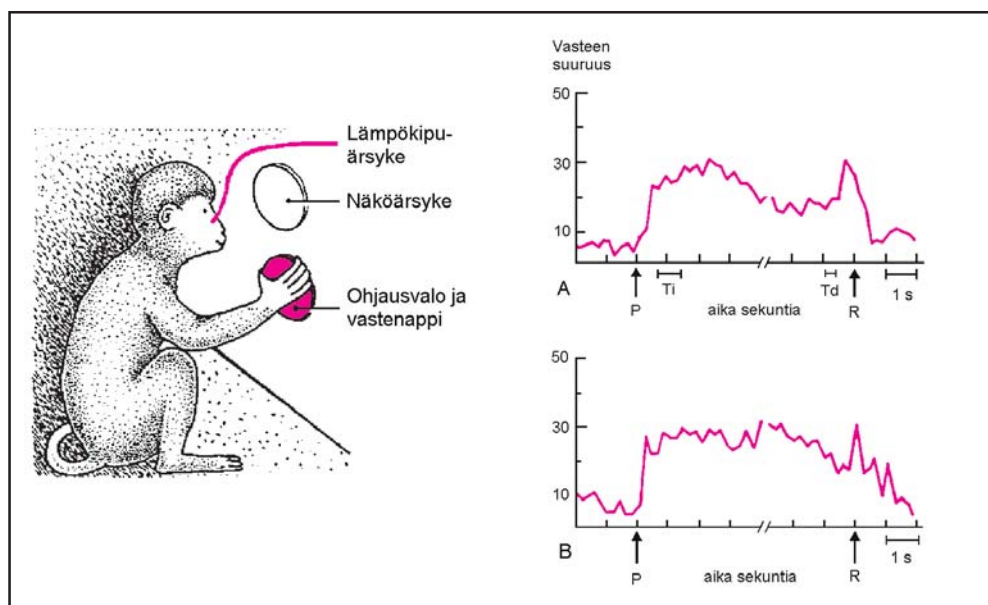 Lämpökipu-
ärsyke
Näköärsyke
Ohjausvalo ja
vastenappi
Vasteen
suuruus
50
30
10
A
Ti
Td
P
aika sekuntia
R
1 s
50
30
10
B
P
aika sekuntia
R
1 s